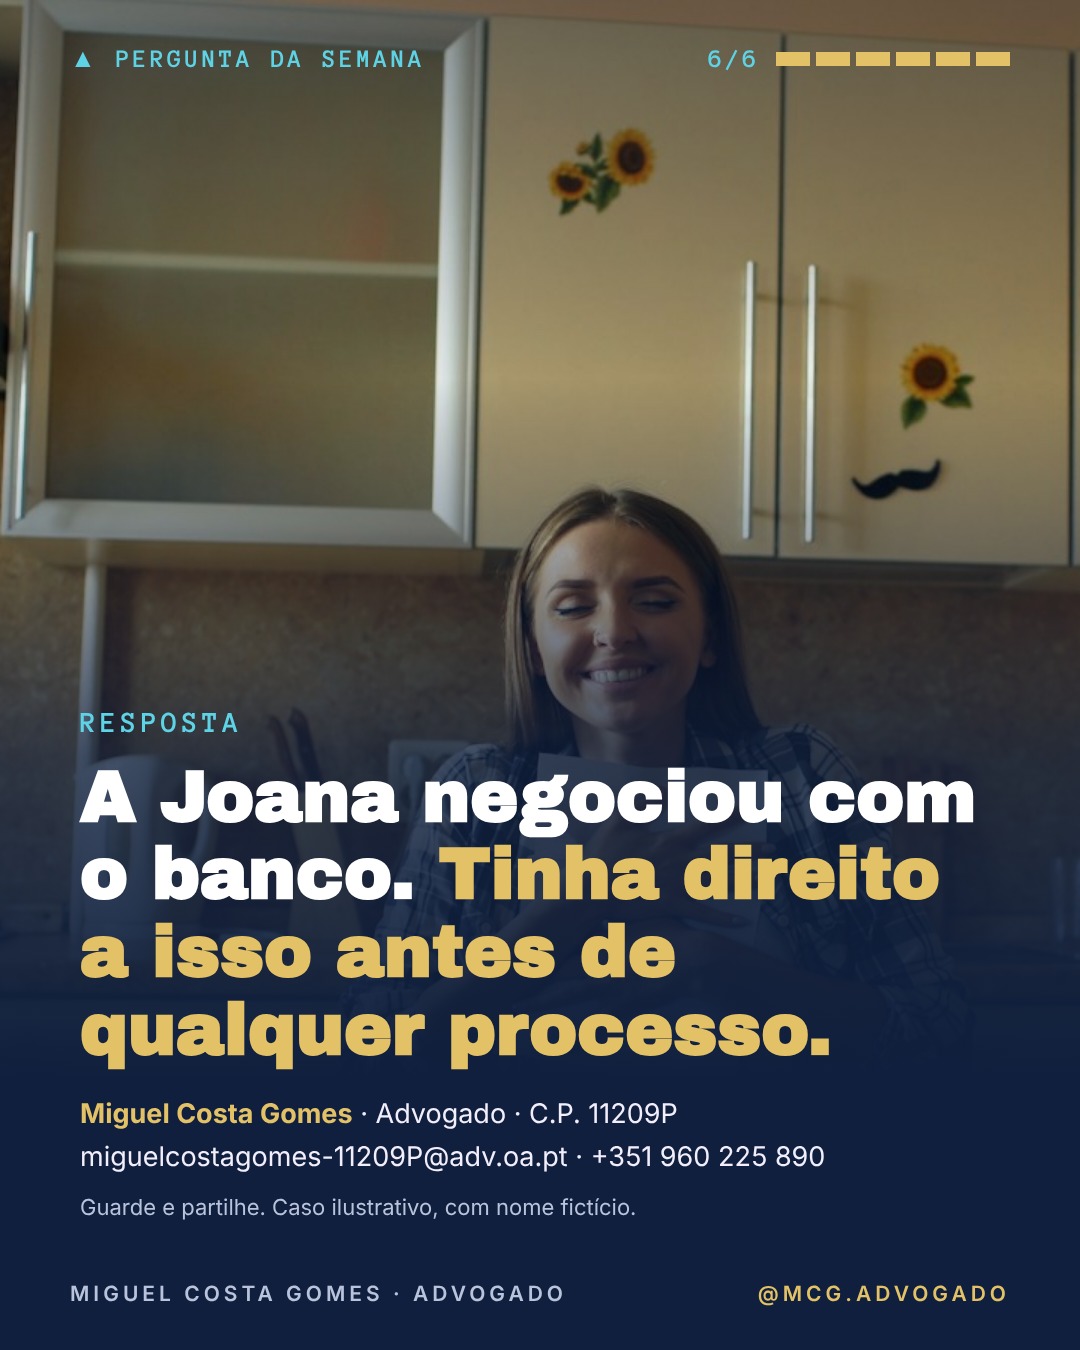 ▲ PERGUNTA DA SEMANA
6/6
RESPOSTA
A Joana negociou com
o banco. Tinha direito
a isso antes de
qualquer processo.
Miguel Costa Gomes · Advogado · C.P. 11209P
miguelcostagomes-11209P@adv.oa.pt · +351 960 225 890
Guarde e partilhe. Caso ilustrativo, com nome fictício.
MIGUEL COSTA GOMES · ADVOGADO
@MCG.ADVOGADO